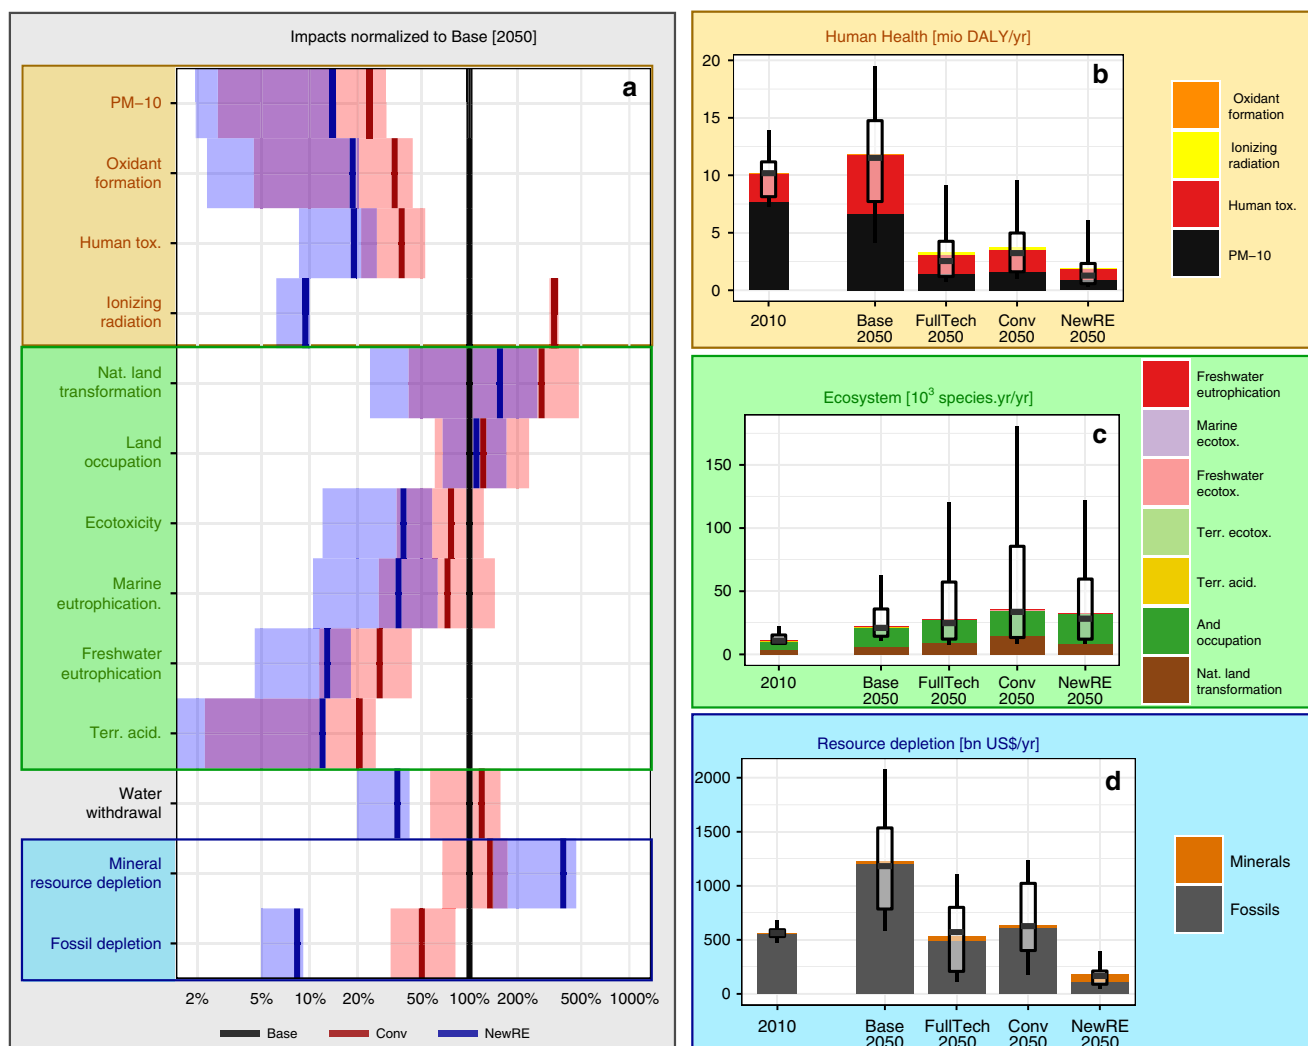 Impacts normalized to Base [2050]
a
PM−10
Oxidant
formation
Human tox.
Ionizing
radiation
Nat. land
transformation
Land
occupation
Ecotoxicity
Marine
eutrophication.
Freshwater
eutrophication
Terr. acid.
Water
withdrawal
Mineral
resource depletion
Fossil depletion
2% 5% 10% 20% 50% 100% 200% 500% 1000%
Base Conv NewRE
Human Health [mio DALY/yr]
b
20
15
10
5
0
2010 Base FullTech Conv NewRE
2050 2050 2050 2050
Oxidant
formation
Ionizing
radiation
Human tox.
PM−10
Ecosystem [10³ species.yr/yr]
c
150
100
50
0
2010 Base FullTech Conv NewRE
2050 2050 2050 2050
Freshwater
eutrophication
Marine
ecotox.
Freshwater
ecotox.
Terr. ecotox.
Terr. acid.
And
occupation
Nat. land
transformation
Resource depletion [bn US$/yr]
d
2000
1500
1000
500
0
2010 Base FullTech Conv NewRE
2050 2050 2050 2050
Minerals
Fossils